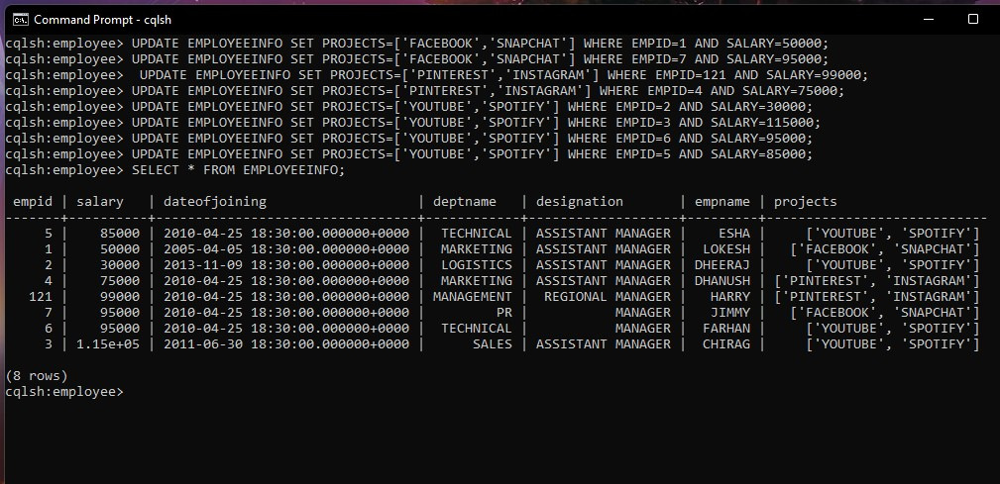 Command Prompt - cqlsh
cqlsh:employee> UPDATE EMPLOYEEINFO SET PROJECTS=['FACEBOOK','SNAPCHAT'] WHERE EMPID=1 AND SALARY=50000;
cqlsh:employee> UPDATE EMPLOYEEINFO SET PROJECTS=['FACEBOOK','SNAPCHAT'] WHERE EMPID=7 AND SALARY=95000;
cqlsh:employee>  UPDATE EMPLOYEEINFO SET PROJECTS=['PINTEREST','INSTAGRAM'] WHERE EMPID=121 AND SALARY=99000;
cqlsh:employee> UPDATE EMPLOYEEINFO SET PROJECTS=['PINTEREST','INSTAGRAM'] WHERE EMPID=4 AND SALARY=75000;
cqlsh:employee> UPDATE EMPLOYEEINFO SET PROJECTS=['YOUTUBE','SPOTIFY'] WHERE EMPID=2 AND SALARY=30000;
cqlsh:employee> UPDATE EMPLOYEEINFO SET PROJECTS=['YOUTUBE','SPOTIFY'] WHERE EMPID=3 AND SALARY=115000;
cqlsh:employee> UPDATE EMPLOYEEINFO SET PROJECTS=['YOUTUBE','SPOTIFY'] WHERE EMPID=6 AND SALARY=95000;
cqlsh:employee> UPDATE EMPLOYEEINFO SET PROJECTS=['YOUTUBE','SPOTIFY'] WHERE EMPID=5 AND SALARY=85000;
cqlsh:employee> SELECT * FROM EMPLOYEEINFO;
 empid | salary   | dateofjoining                   | deptname   | designation       | empname | projects
-------+----------+---------------------------------+------------+-------------------+---------+----------------------------
     5 |    85000 | 2010-04-25 18:30:00.000000+0000 |  TECHNICAL | ASSISTANT MANAGER |    ESHA |     ['YOUTUBE', 'SPOTIFY']
     1 |    50000 | 2005-04-05 18:30:00.000000+0000 |  MARKETING | ASSISTANT MANAGER |  LOKESH |   ['FACEBOOK', 'SNAPCHAT']
     2 |    30000 | 2013-11-09 18:30:00.000000+0000 |  LOGISTICS | ASSISTANT MANAGER | DHEERAJ |     ['YOUTUBE', 'SPOTIFY']
     4 |    75000 | 2010-04-25 18:30:00.000000+0000 |  MARKETING | ASSISTANT MANAGER | DHANUSH | ['PINTEREST', 'INSTAGRAM']
   121 |    99000 | 2010-04-25 18:30:00.000000+0000 | MANAGEMENT |  REGIONAL MANAGER |   HARRY | ['PINTEREST', 'INSTAGRAM']
     7 |    95000 | 2010-04-25 18:30:00.000000+0000 |         PR |           MANAGER |   JIMMY |   ['FACEBOOK', 'SNAPCHAT']
     6 |    95000 | 2010-04-25 18:30:00.000000+0000 |  TECHNICAL |           MANAGER |  FARHAN |     ['YOUTUBE', 'SPOTIFY']
     3 | 1.15e+05 | 2011-06-30 18:30:00.000000+0000 |      SALES | ASSISTANT MANAGER |  CHIRAG |     ['YOUTUBE', 'SPOTIFY']
(8 rows)
cqlsh:employee>